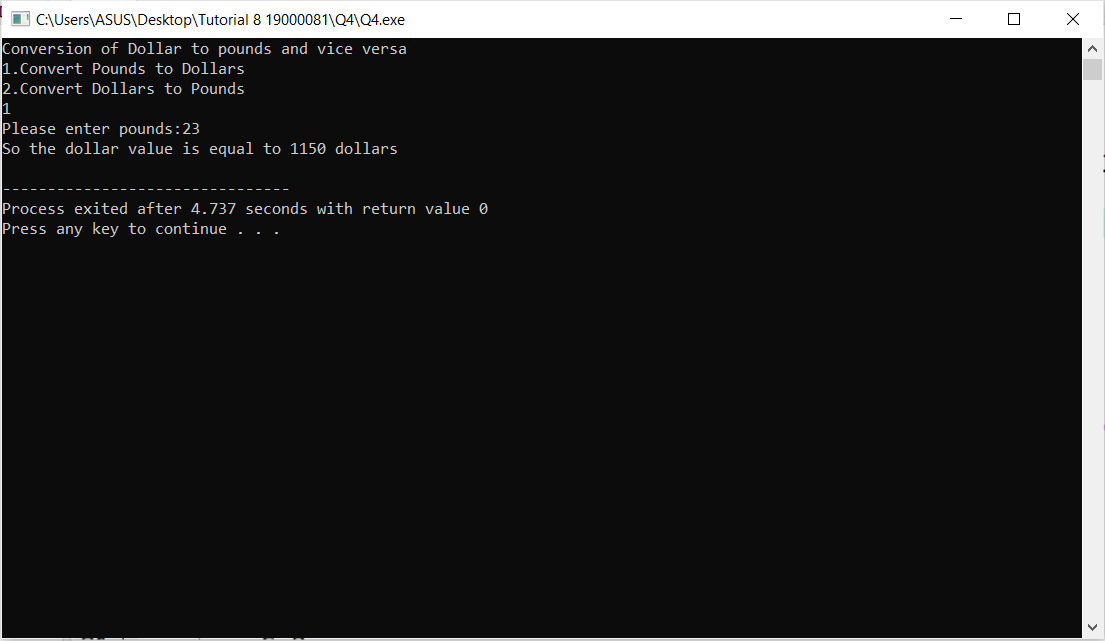 C:\Users\ASUS\Desktop\Tutorial 8 19000081\Q4\Q4.exe
Conversion of Dollar to pounds and vice versa
1.Convert Pounds to Dollars
2.Convert Dollars to Pounds
1
Please enter pounds:23
So the dollar value is equal to 1150 dollars
--------------------------------
Process exited after 4.737 seconds with return value 0
Press any key to continue . . .